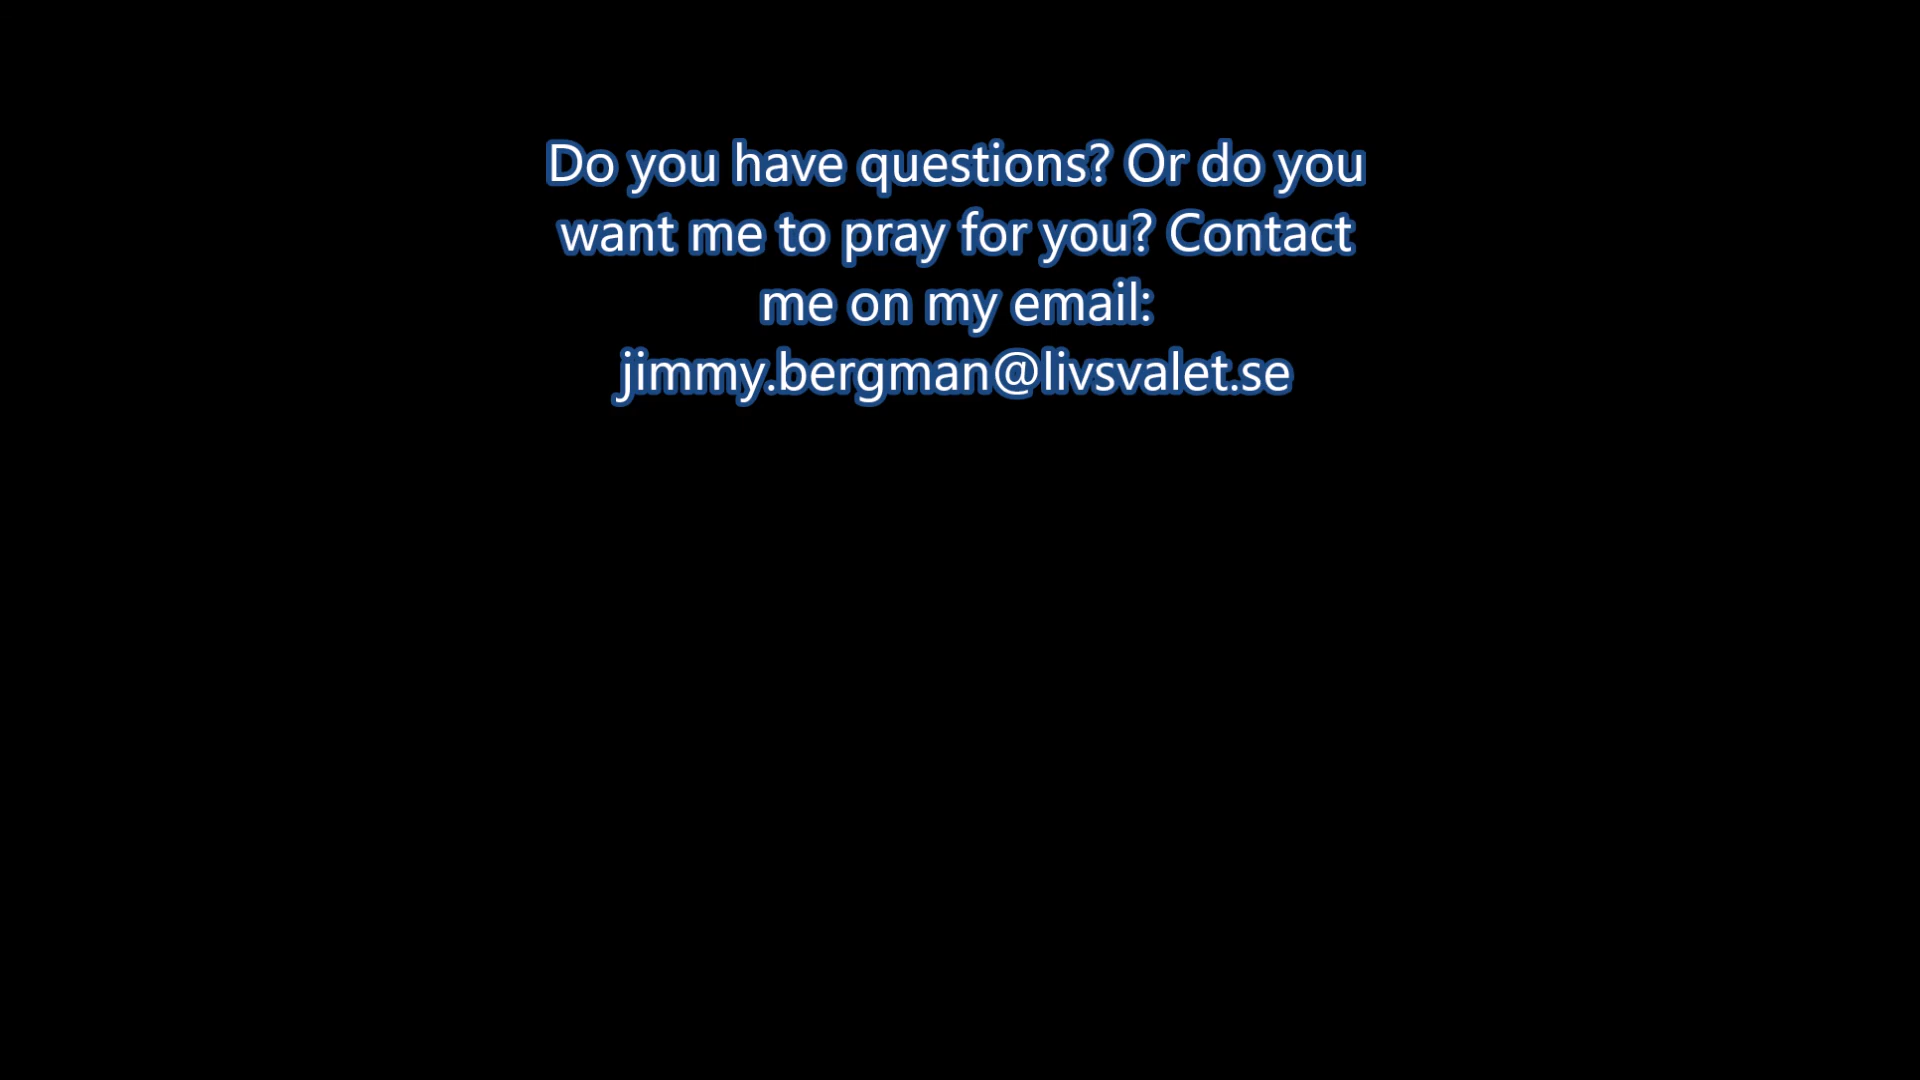 Do you have questions? Or do you
want me to pray for you? Contact
me on my email:
jimmy.bergman@livsvalet.se